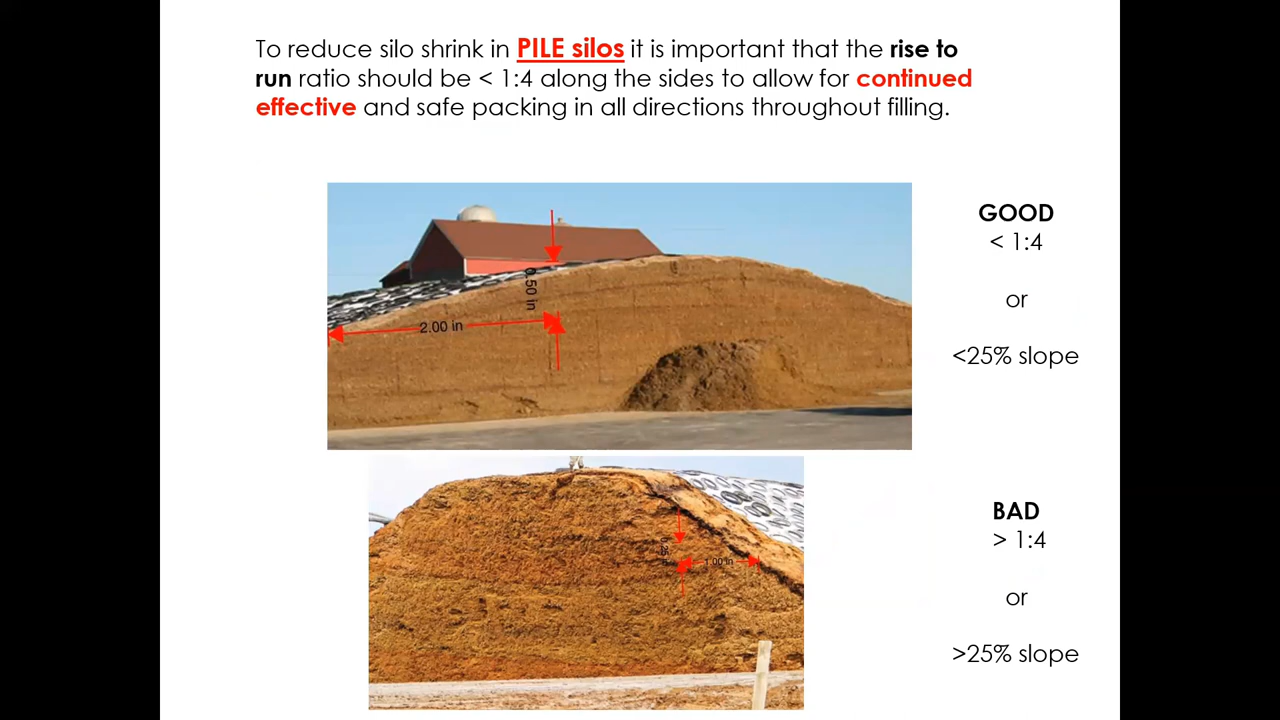 To reduce silo shrink in PILE silos it is important that the rise to
run ratio should be < 1:4 along the sides to allow for continued
effective and safe packing in all directions throughout filling.
GOOD
< 1:4
or
<25% slope
0.50 in
2.00 in
BAD
> 1:4
or
>25% slope
1.00 in